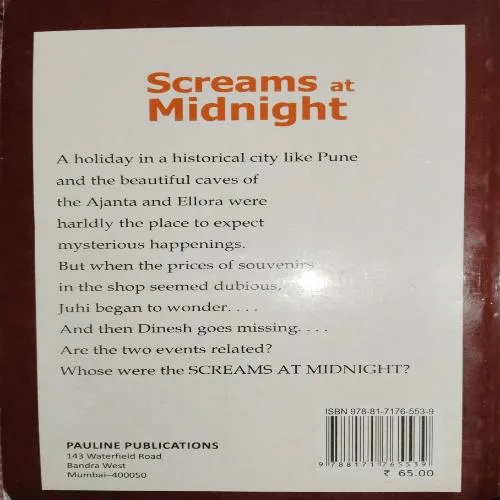 Screams at
Midnight
A holiday in a historical city like Pune
and the beautiful caves of
the Ajanta and Ellora were
harldly the place to expect
mysterious happenings.
But when the prices of souvenirs
in the shop seemed dubious,
Juhi began to wonder. . . .
And then Dinesh goes missing. . . .
Are the two events related?
Whose were the SCREAMS AT MIDNIGHT?
ISBN 978-81-7176-553-9
PAULINE PUBLICATIONS
143 Waterfield Road
Bandra West
Mumbai–400050
9 788171 765539
₹ 65.00